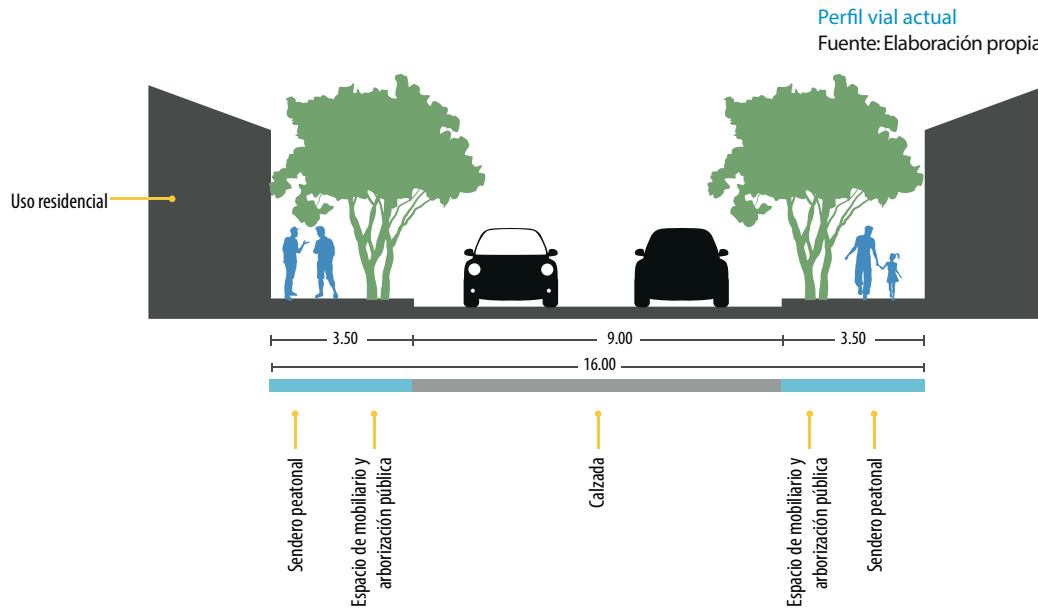 Perfil vial actual
Fuente: Elaboración propia
Uso residencial
3.50
9.00
3.50
16.00
Sendero peatonal
Espacio de mobiliario y
arborización pública
Calzada
Espacio de mobiliario y
arborización pública
Sendero peatonal